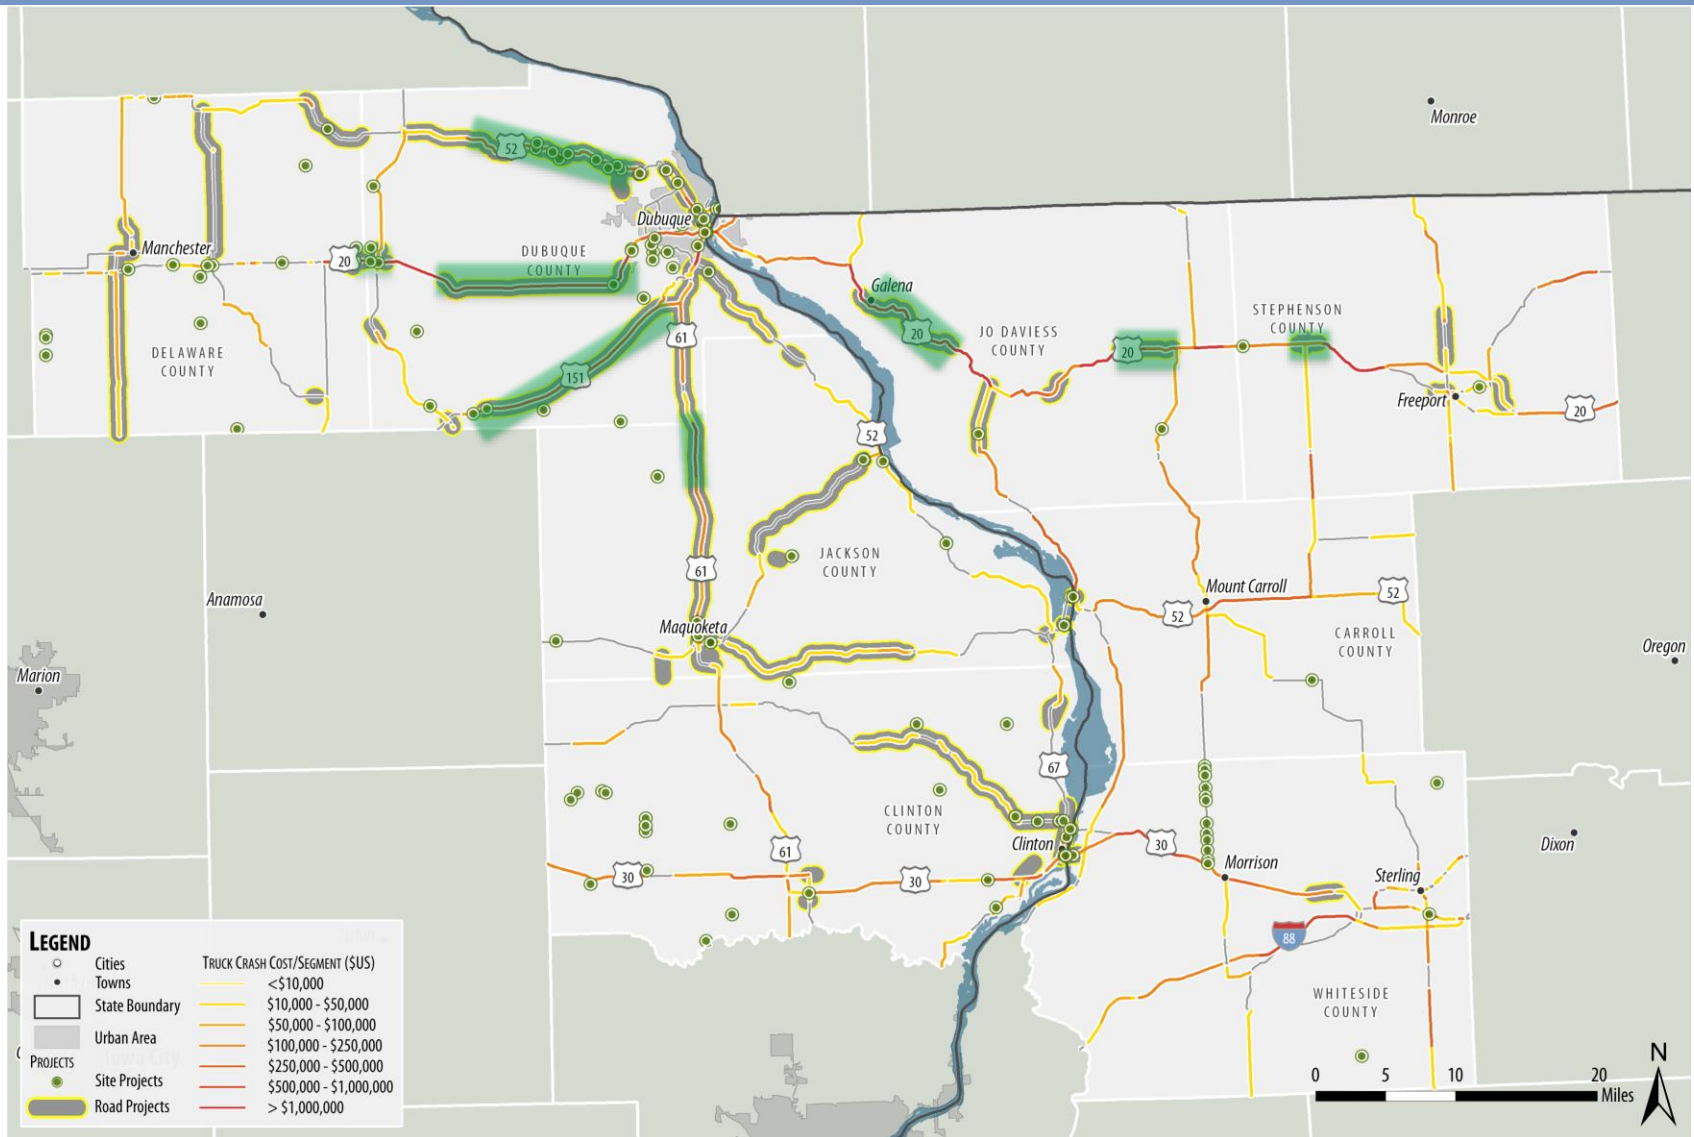 Monroe
52
Dubuque
Manchester
20
DUBUQUE
COUNTY
Galena
20
JO DAVIESS
COUNTY
STEPHENSON
COUNTY
20
61
DELAWARE
COUNTY
151
Freeport
20
52
JACKSON
COUNTY
61
Anamosa
Mount Carroll
52
52
Maquoketa
CARROLL
COUNTY
Oregon
Marion
67
CLINTON
COUNTY
Clinton
61
30
30
30
Morrison
Sterling
Dixon
88
WHITESIDE
COUNTY
LEGEND
Cities
Towns
State Boundary
Urban Area
PROJECTS
Site Projects
Road Projects
TRUCK CRASH COST/SEGMENT ($US)
<$10,000
$10,000 - $50,000
$50,000 - $100,000
$100,000 - $250,000
$250,000 - $500,000
$500,000 - $1,000,000
> $1,000,000
N
0 5 10 20
Miles